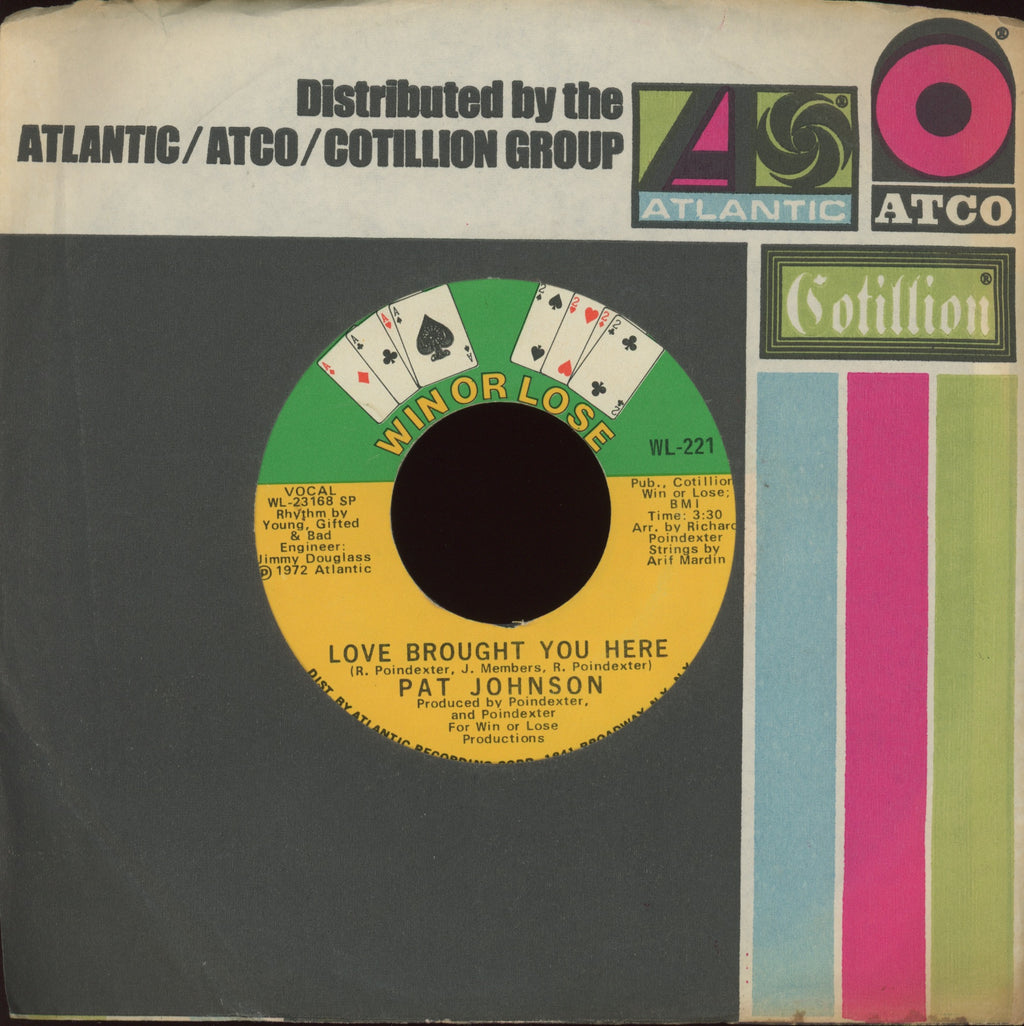 Distributed by the
ATLANTIC/ATCO/COTILLION GROUP
®
ATLANTIC
®
ATCO
Cotillion®
WIN OR LOSE
WL-221
VOCAL
WL-23168 SP
Rhythm by
Young, Gifted
& Bad
Engineer:
Jimmy Douglass
℗ 1972 Atlantic
Pub., Cotillion
Win or Lose;
BMI
Time: 3:30
Arr. by Richard
Poindexter
Strings by
Arif Mardin
LOVE BROUGHT YOU HERE
(R. Poindexter, J. Members, R. Poindexter)
PAT JOHNSON
Produced by Poindexter,
and Poindexter
For Win or Lose
Productions
DIST. BY ATLANTIC RECORDING CORP., 1841 BROADWAY, N.Y.